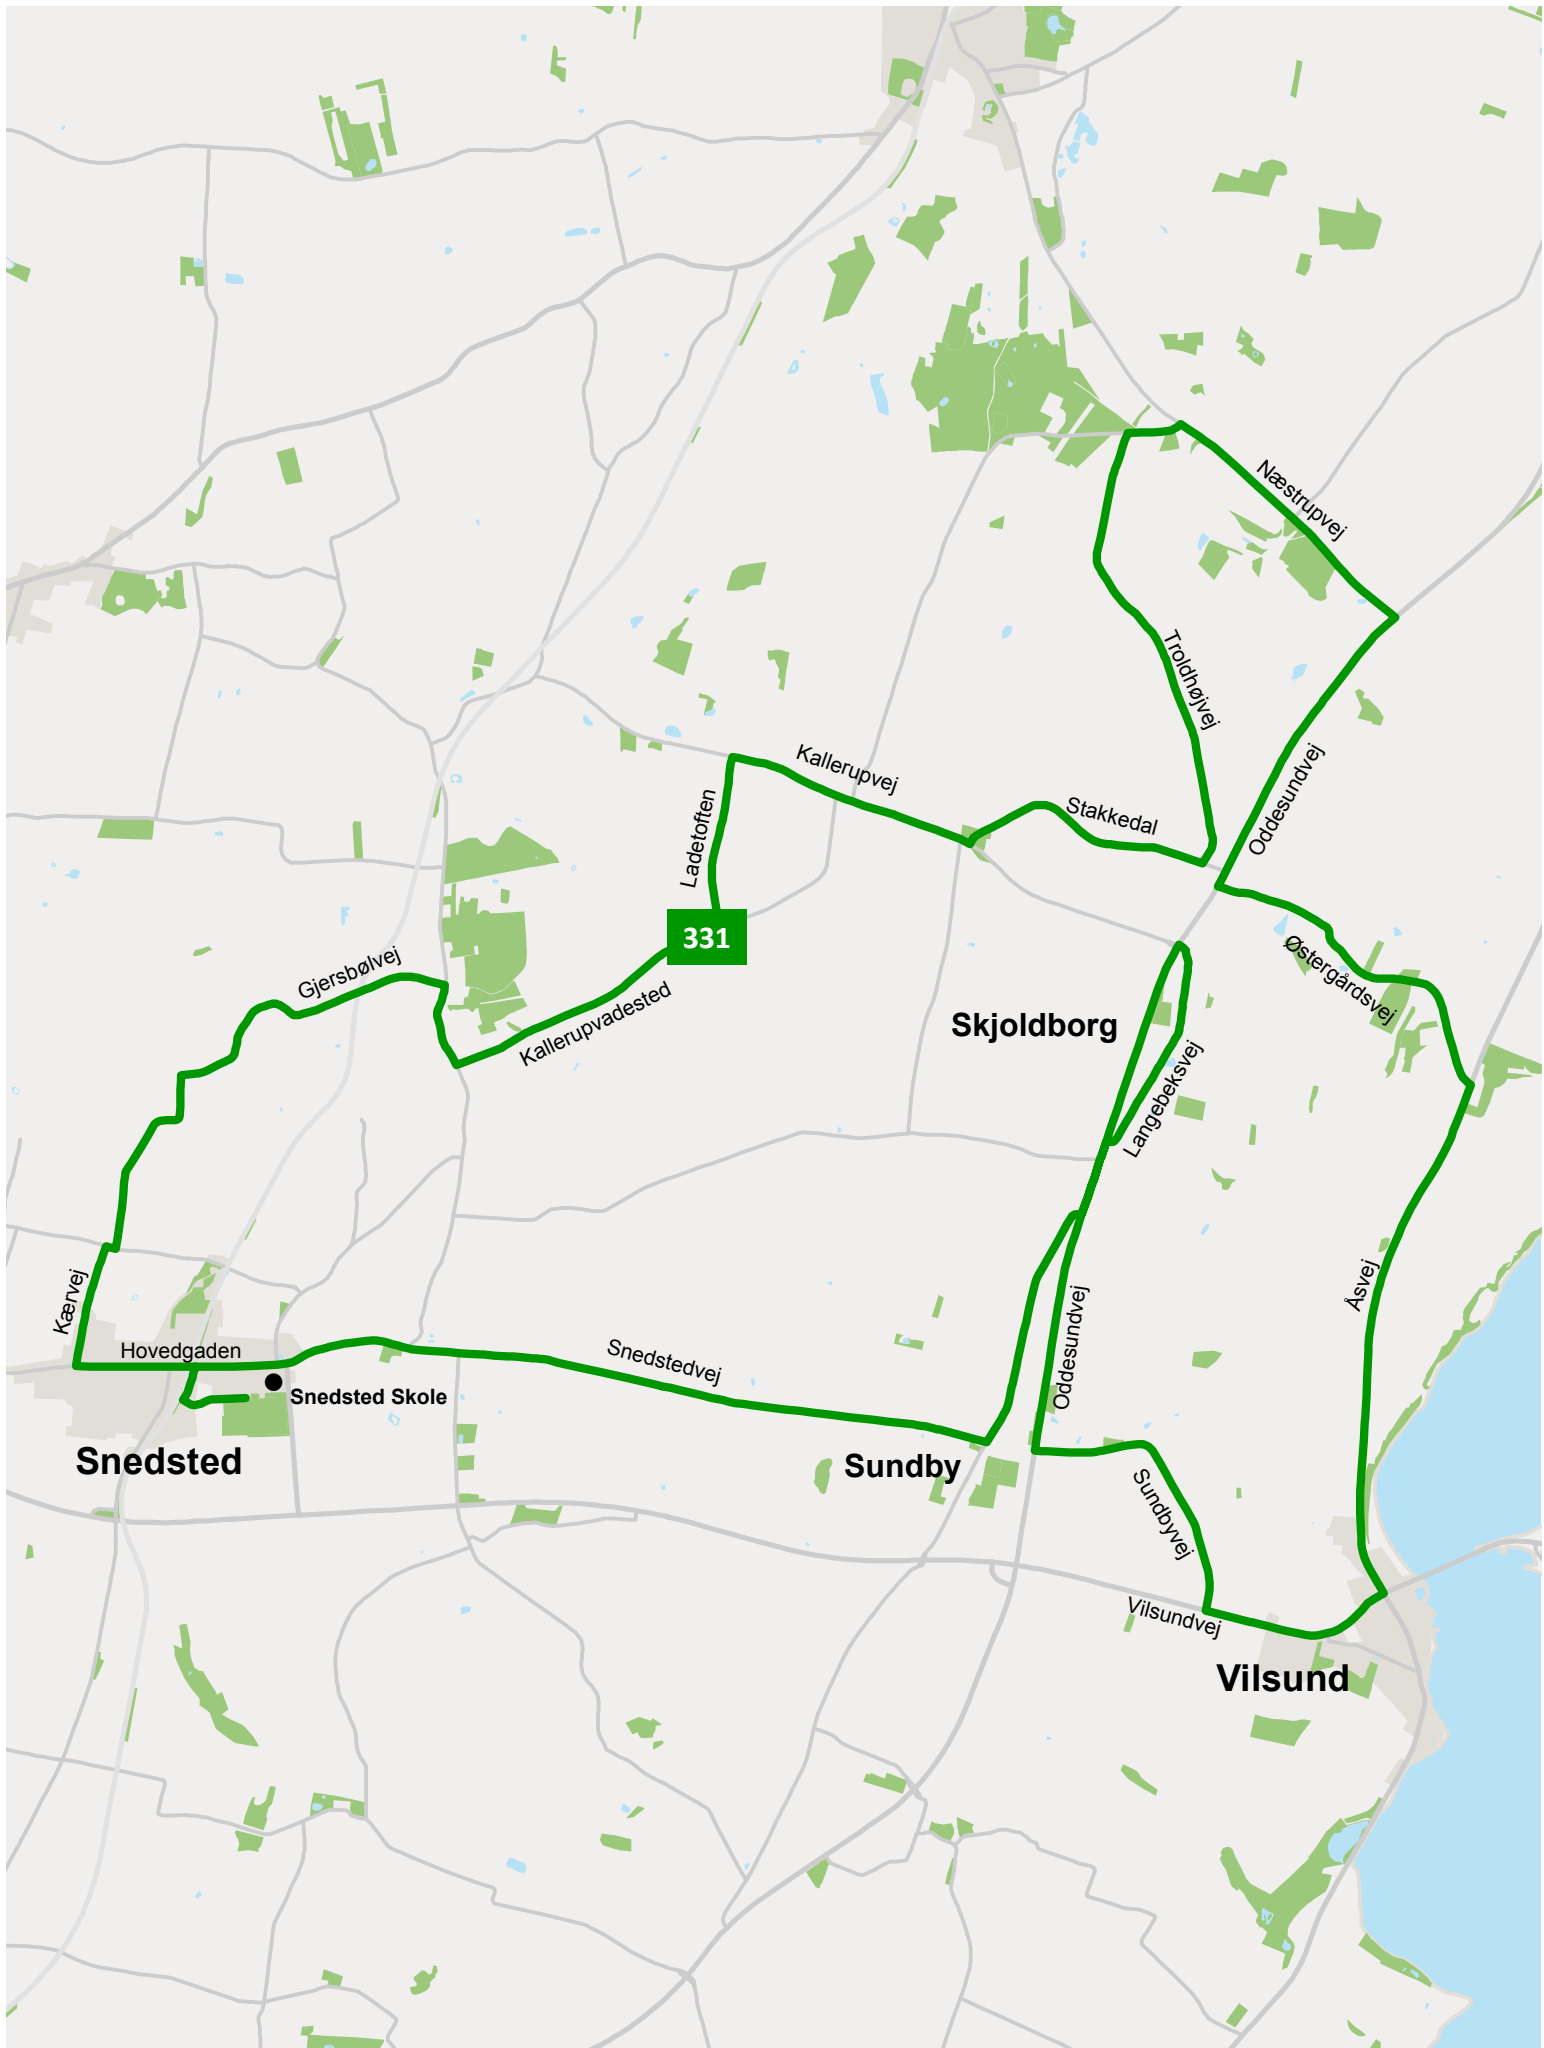 Næstrupvej
Troldhøjvej
Kallerupvej
Oddesundvej
Stakkedal
Ladetoften
331
Gjersbølvej
Østergårdsvej
Kallerupvadested
Skjoldborg
Langebeksvej
Kærvej
Åsvej
Hovedgaden
Snedstedvej
Oddesundvej
Snedsted Skole
Snedsted
Sundby
Sundbyvej
Vilsundvej
Vilsund